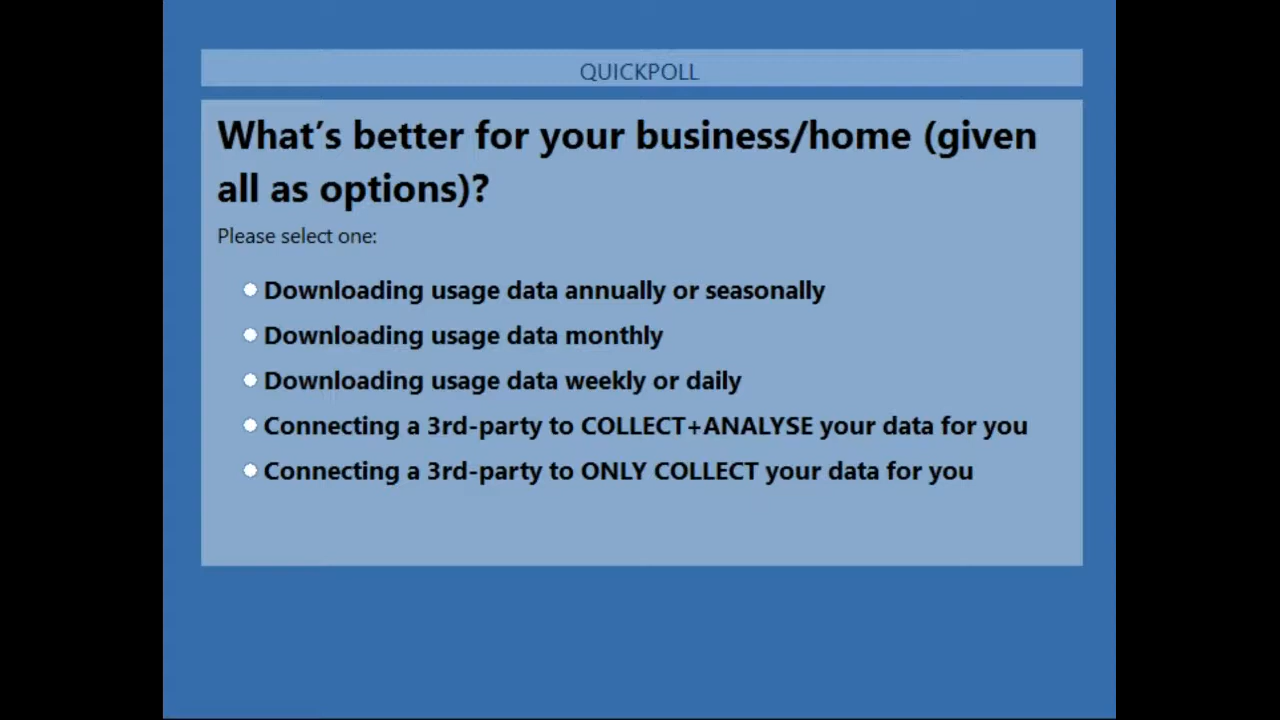 QUICKPOLL
What’s better for your business/home (given
all as options)?
Please select one:
Downloading usage data annually or seasonally
Downloading usage data monthly
Downloading usage data weekly or daily
Connecting a 3rd-party to COLLECT+ANALYSE your data for you
Connecting a 3rd-party to ONLY COLLECT your data for you